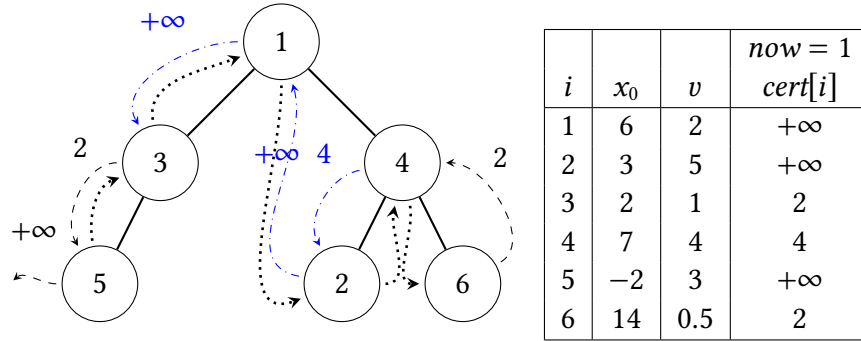 +∞
1
2
3
+∞
4
4
2
+∞
5
2
6
now = 1
i x₀ v cert[i]
1 6 2 +∞
2 3 5 +∞
3 2 1 2
4 7 4 4
5 −2 3 +∞
6 14 0.5 2